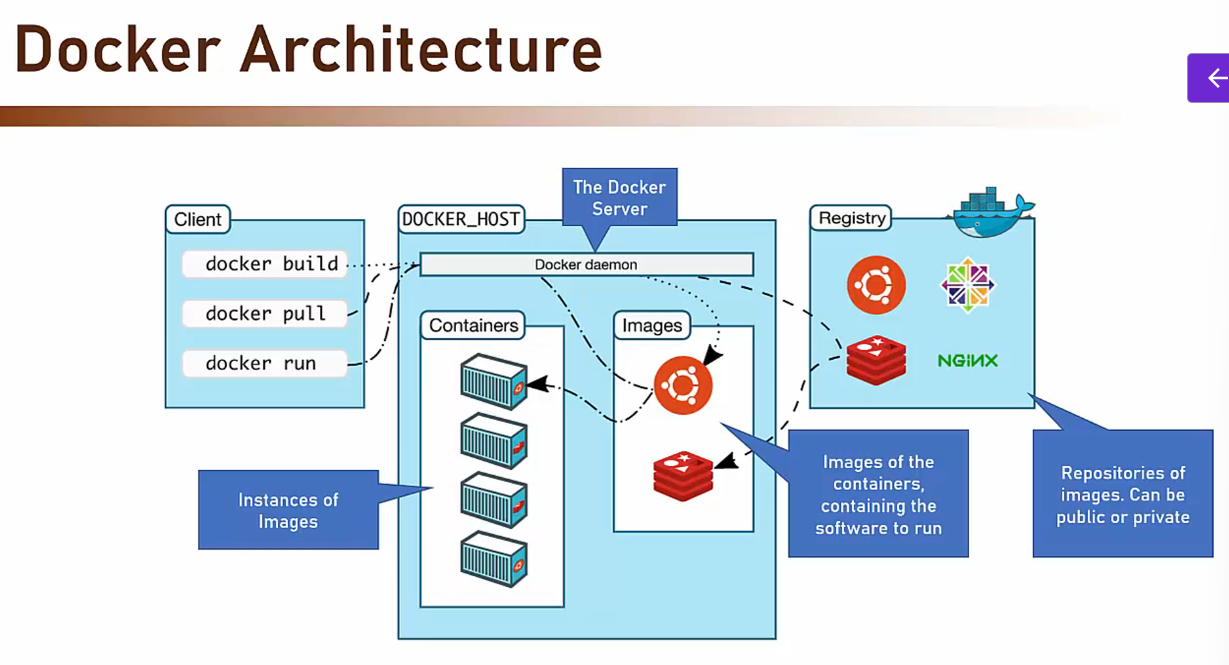 Docker Architecture
The Docker
Server
Client
docker build
docker pull
docker run
DOCKER_HOST
Docker daemon
Containers
Images
Registry
NGiNX
Instances of
Images
Images of the
containers,
containing the
software to run
Repositories of
images. Can be
public or private